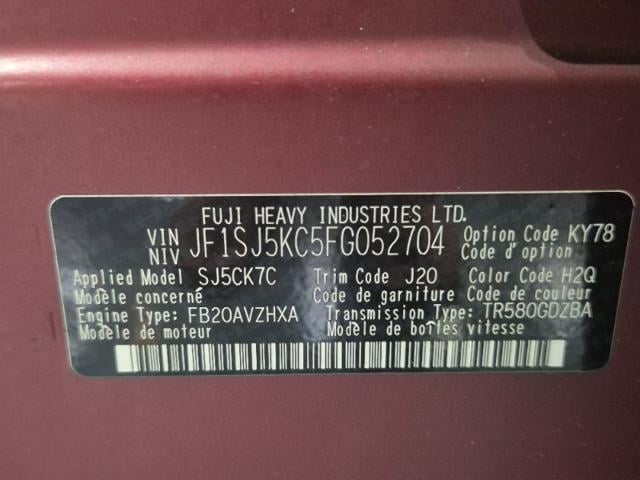 FUJI HEAVY INDUSTRIES LTD.
VIN NIV JF1SJ5KC5FG052704 Option Code KY78
Code d'option
Applied Model SJ5CK7C Trim Code J20 Color Code H2Q
Modèle concerné Code de garniture Code de couleur
Engine Type: FB20AVZHXA Transmission Type: TR580GDZBA
Modèle de moteur Modèle de boîtes vitesse